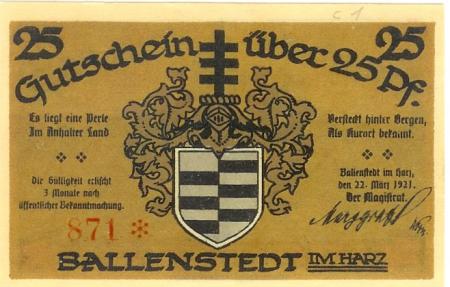 c 1
25 25
Gutschein über 25 Pf.
Es liegt eine Perle
Im Anhalter Land
Die Gültigkeit erlischt
3 Monate nach
öffentlicher Bekanntmachung.
871 *
Versteckt hinter Bergen,
Als Kurort bekannt.
Ballenstedt im Harz,
den 22. März 1921.
Der Magistrat.
BALLENSTEDT IM HARZ